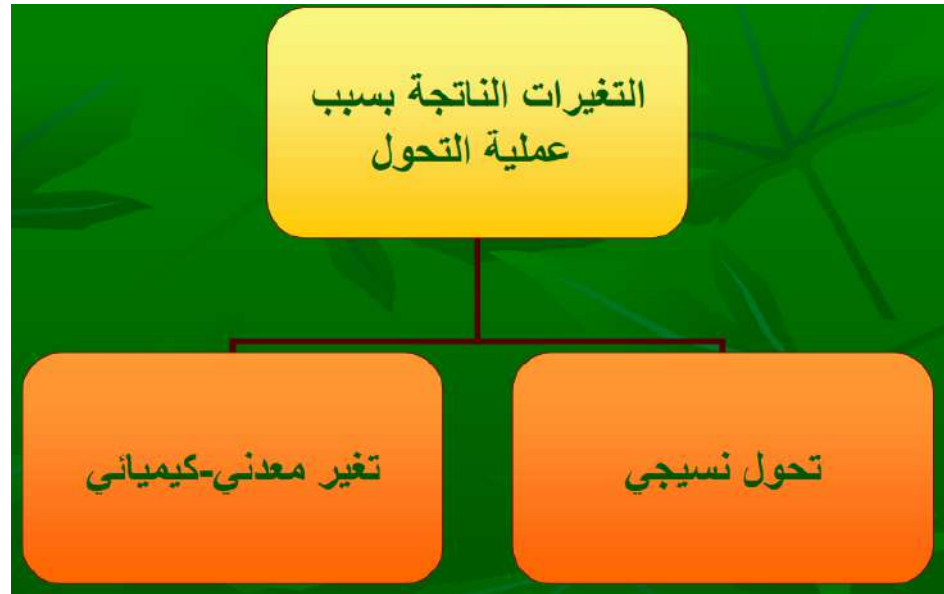 التغيرات الناتجة بسبب
عملية التحول
تحول نسيجي
تغير معدني-كيميائي